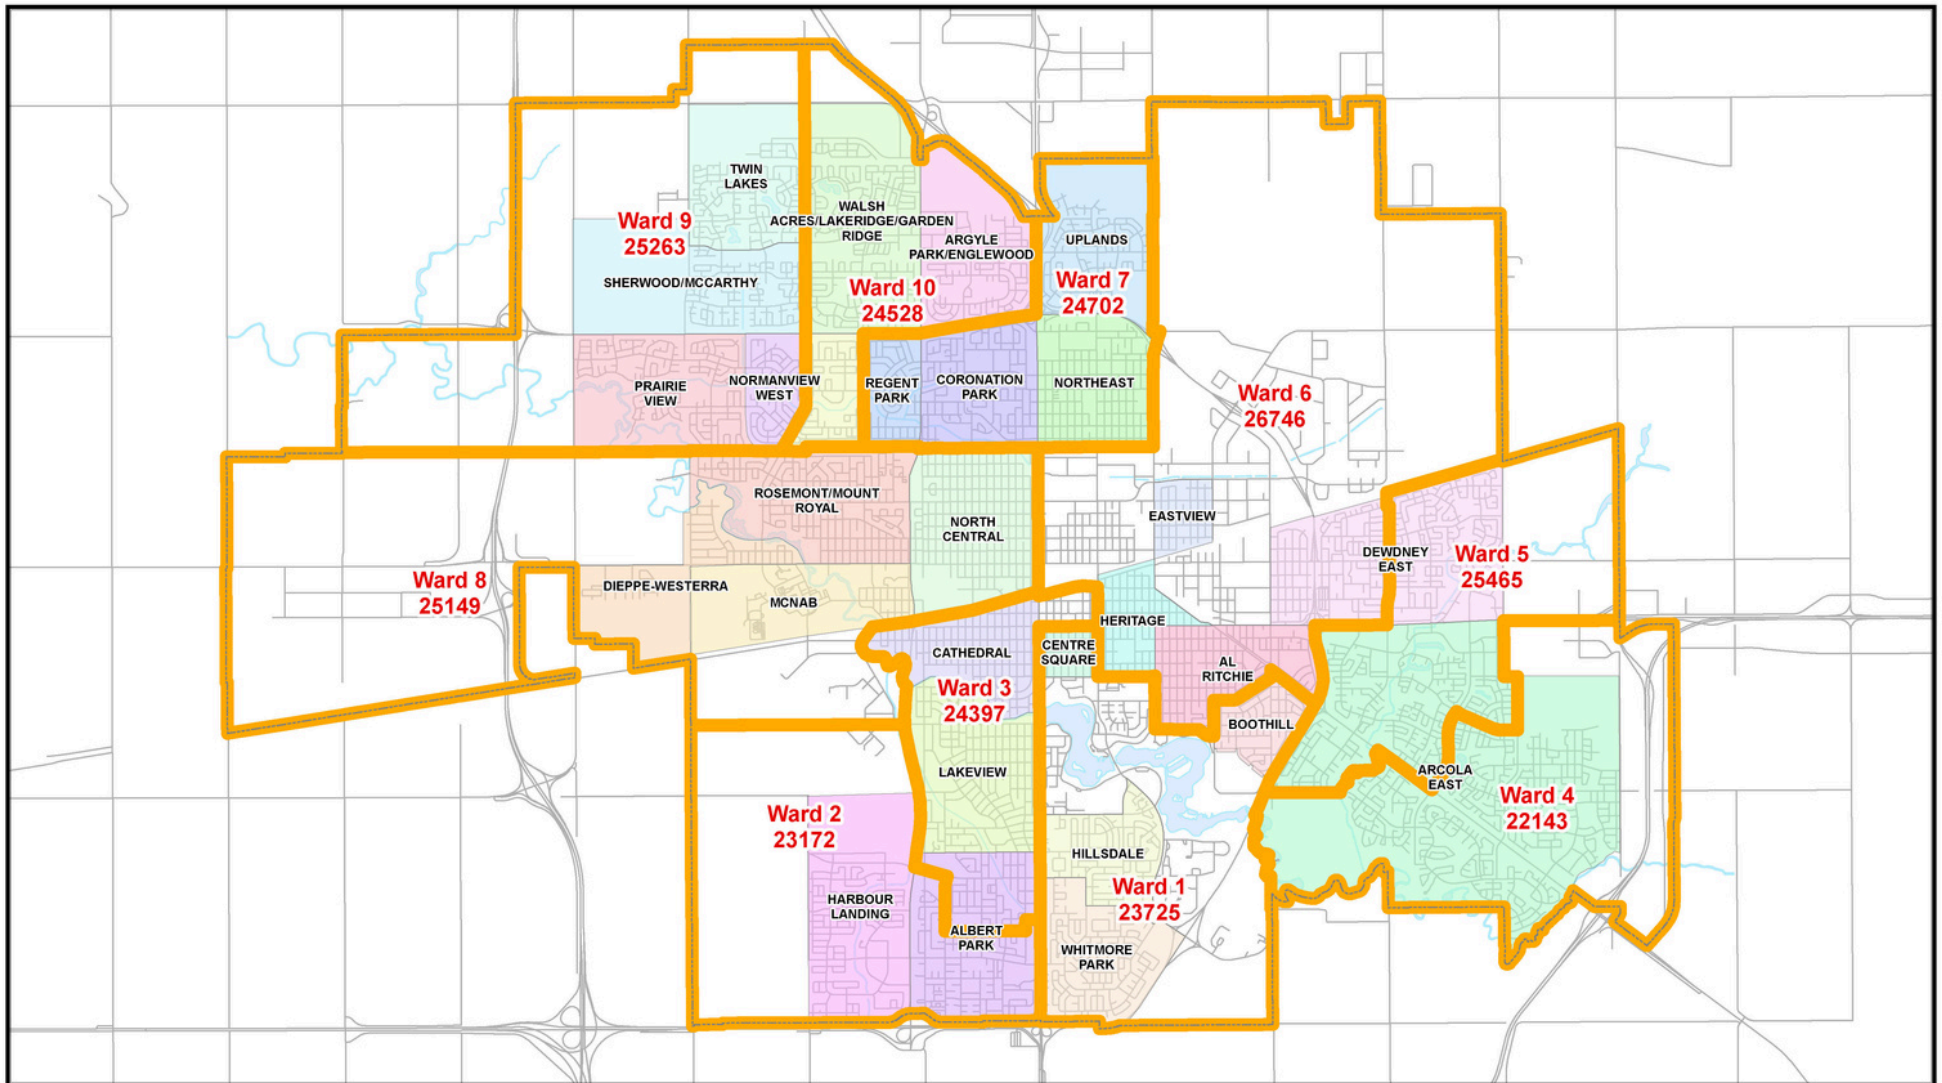 TWIN
LAKES
WALSH
ACRES/LAKERIDGE/GARDEN
RIDGE
Ward 9
25263
ARGYLE
PARK/ENGLEWOOD
UPLANDS
SHERWOOD/MCCARTHY
Ward 10
24528
Ward 7
24702
PRAIRIE
VIEW
NORMANVIEW
WEST
REGENT
PARK
CORONATION
PARK
NORTHEAST
Ward 6
26746
ROSEMONT/MOUNT
ROYAL
NORTH
CENTRAL
EASTVIEW
DEWDNEY
EAST
Ward 5
25465
Ward 8
25149
DIEPPE-WESTERRA
MCNAB
HERITAGE
CATHEDRAL
CENTRE
SQUARE
AL
RITCHIE
Ward 3
24397
BOOTHILL
LAKEVIEW
ARCOLA
EAST
Ward 4
22143
Ward 2
23172
HILLSDALE
Ward 1
23725
HARBOUR
LANDING
ALBERT
PARK
WHITMORE
PARK